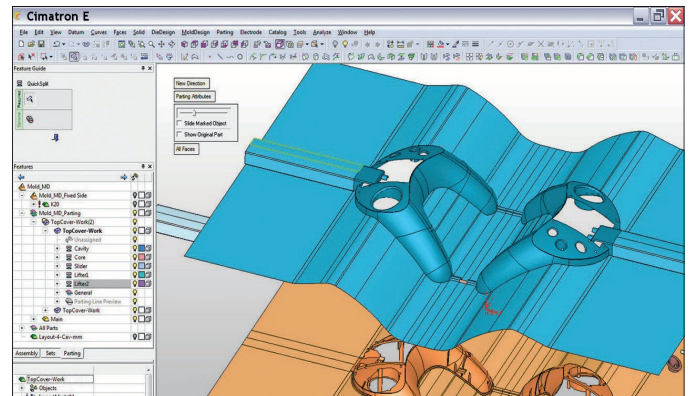 Cimatron E
File Edit View Datum Curves Faces Solid DieDesign MoldDesign Parting Electrode Catalog Tools Analyze Window Help
Feature Guide
QuickSplit
Required
Optional
New Direction
Parting Attributes
Slide Marked Object
Show Original Part
All Faces
Features
Mold_MD
Mold_MD_Fixed Side
K20
Mold_MD_Parting
TopCover-Work(2)
TopCover-Work
Unassigned
Cavity
Core
Slider
Lifter1
Lifter2
General
Parting Line Preview
TopCover-Work
Main
All Parts
Layout-4-Cav-mm
Assembly Sets Parting
TopCover-Work
Objects